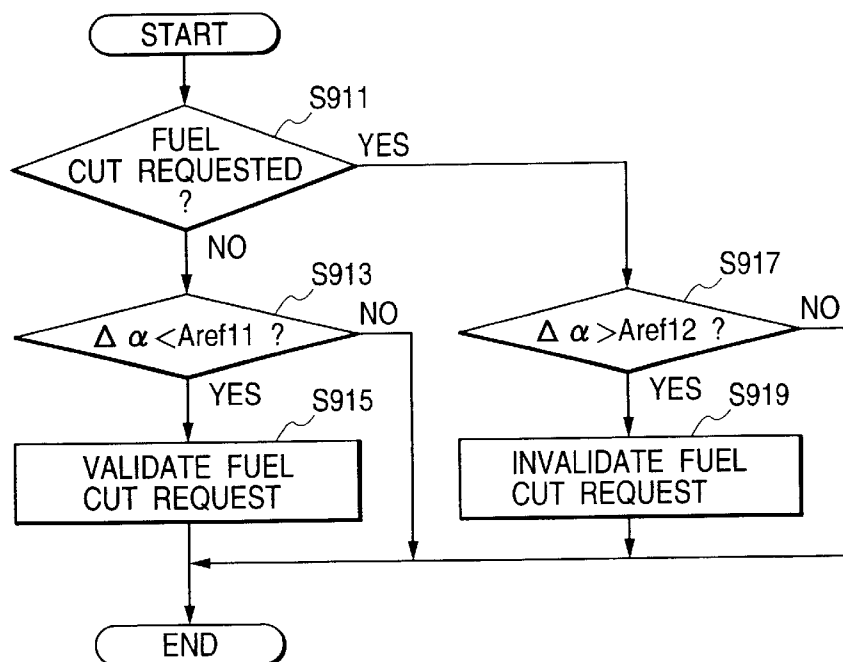 START
S911
FUEL
CUT REQUESTED
?
YES
NO
S913
Δ α <Aref11 ?
NO
YES
S915
VALIDATE FUEL
CUT REQUEST
S917
Δ α >Aref12 ?
NO
YES
S919
INVALIDATE FUEL
CUT REQUEST
END